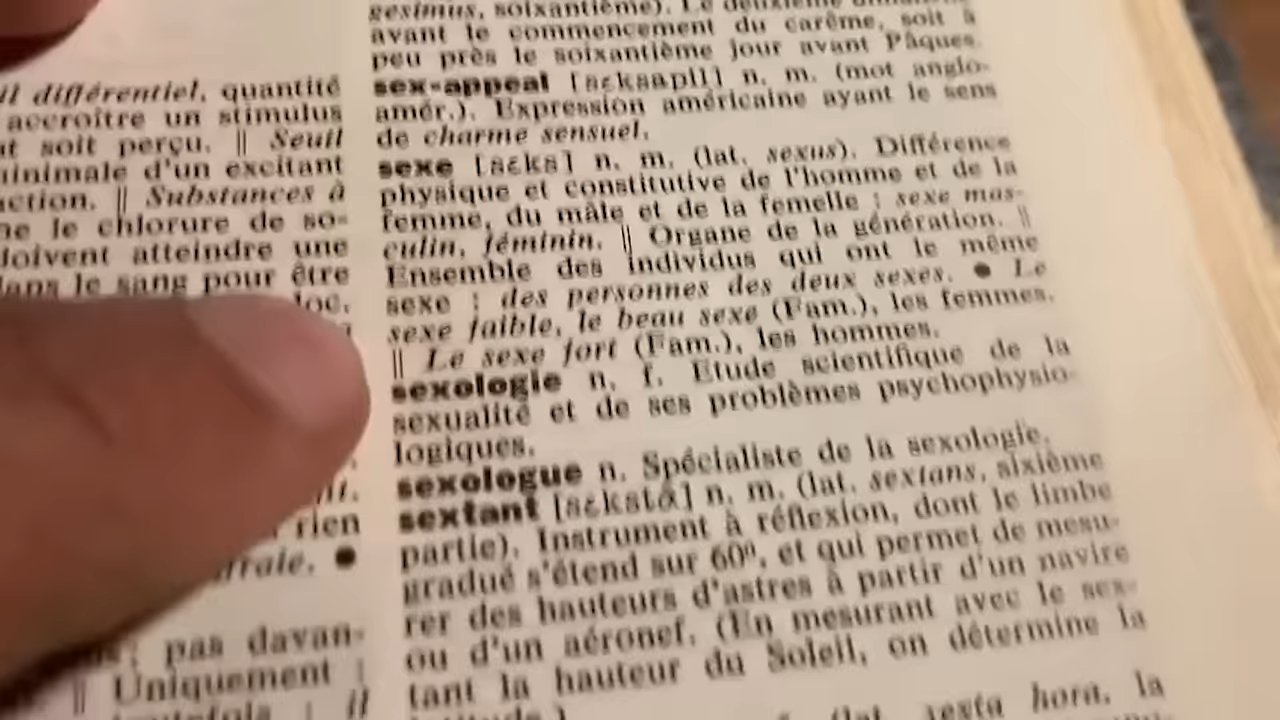 il différentiel, quantité
accroître un stimulus
soit perçu. || Seuil
minimale d'un excitant
|| Substances à
le chlorure de so-
doivent atteindre une
dans le sang pour être
loc.
rien
●
pas davan-
|| Uniquement :
il
gesimus, soixantième). Le deuxième
avant le commencement du carême, soit à
peu près le soixantième jour avant Pâques.
sex-appeal [sɛksapil] n. m. (mot anglo-
amér.). Expression américaine ayant le sens
de charme sensuel.
sexe [sɛks] n. m. (lat. sexus). Différence
physique et constitutive de l'homme et de la
femme, du mâle et de la femelle : sexe mas-
culin, féminin. || Organe de la génération. ||
Ensemble des individus qui ont le même
sexe : des personnes des deux sexes. ● Le
sexe faible, le beau sexe (Fam.), les femmes.
|| Le sexe fort (Fam.), les hommes.
sexologie n. f. Etude scientifique de la
sexualité et de ses problèmes psychophysio-
logiques.
sexologue n. Spécialiste de la sexologie.
sextant [sɛkstɑ̃] n. m. (lat. sextans, sixième
partie). Instrument à réflexion, dont le limbe
gradué s'étend sur 60º, et qui permet de mesu-
rer des hauteurs d'astres à partir d'un navire
ou d'un aéronef. (En mesurant avec le sex-
tant la hauteur du Soleil, on détermine la
(lat. sexta hora, la